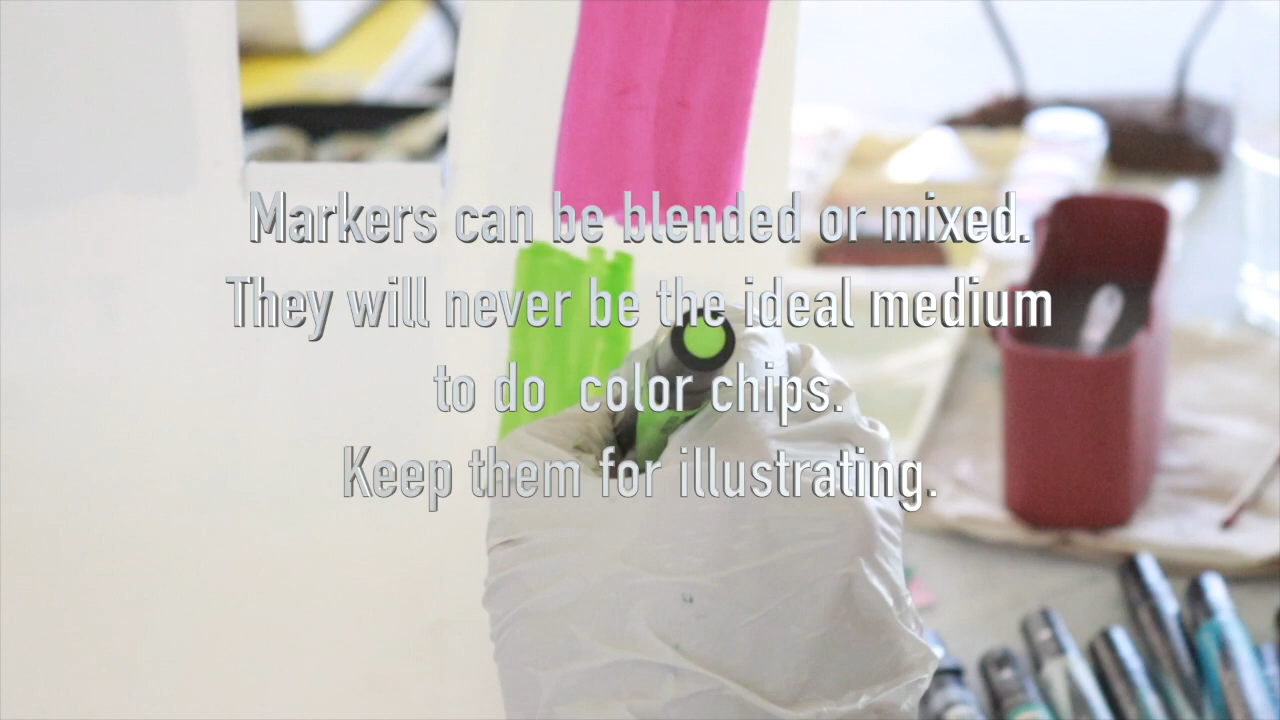 Markers can be blended or mixed.
They will never be the ideal medium
to do  color chips.
Keep them for illustrating.